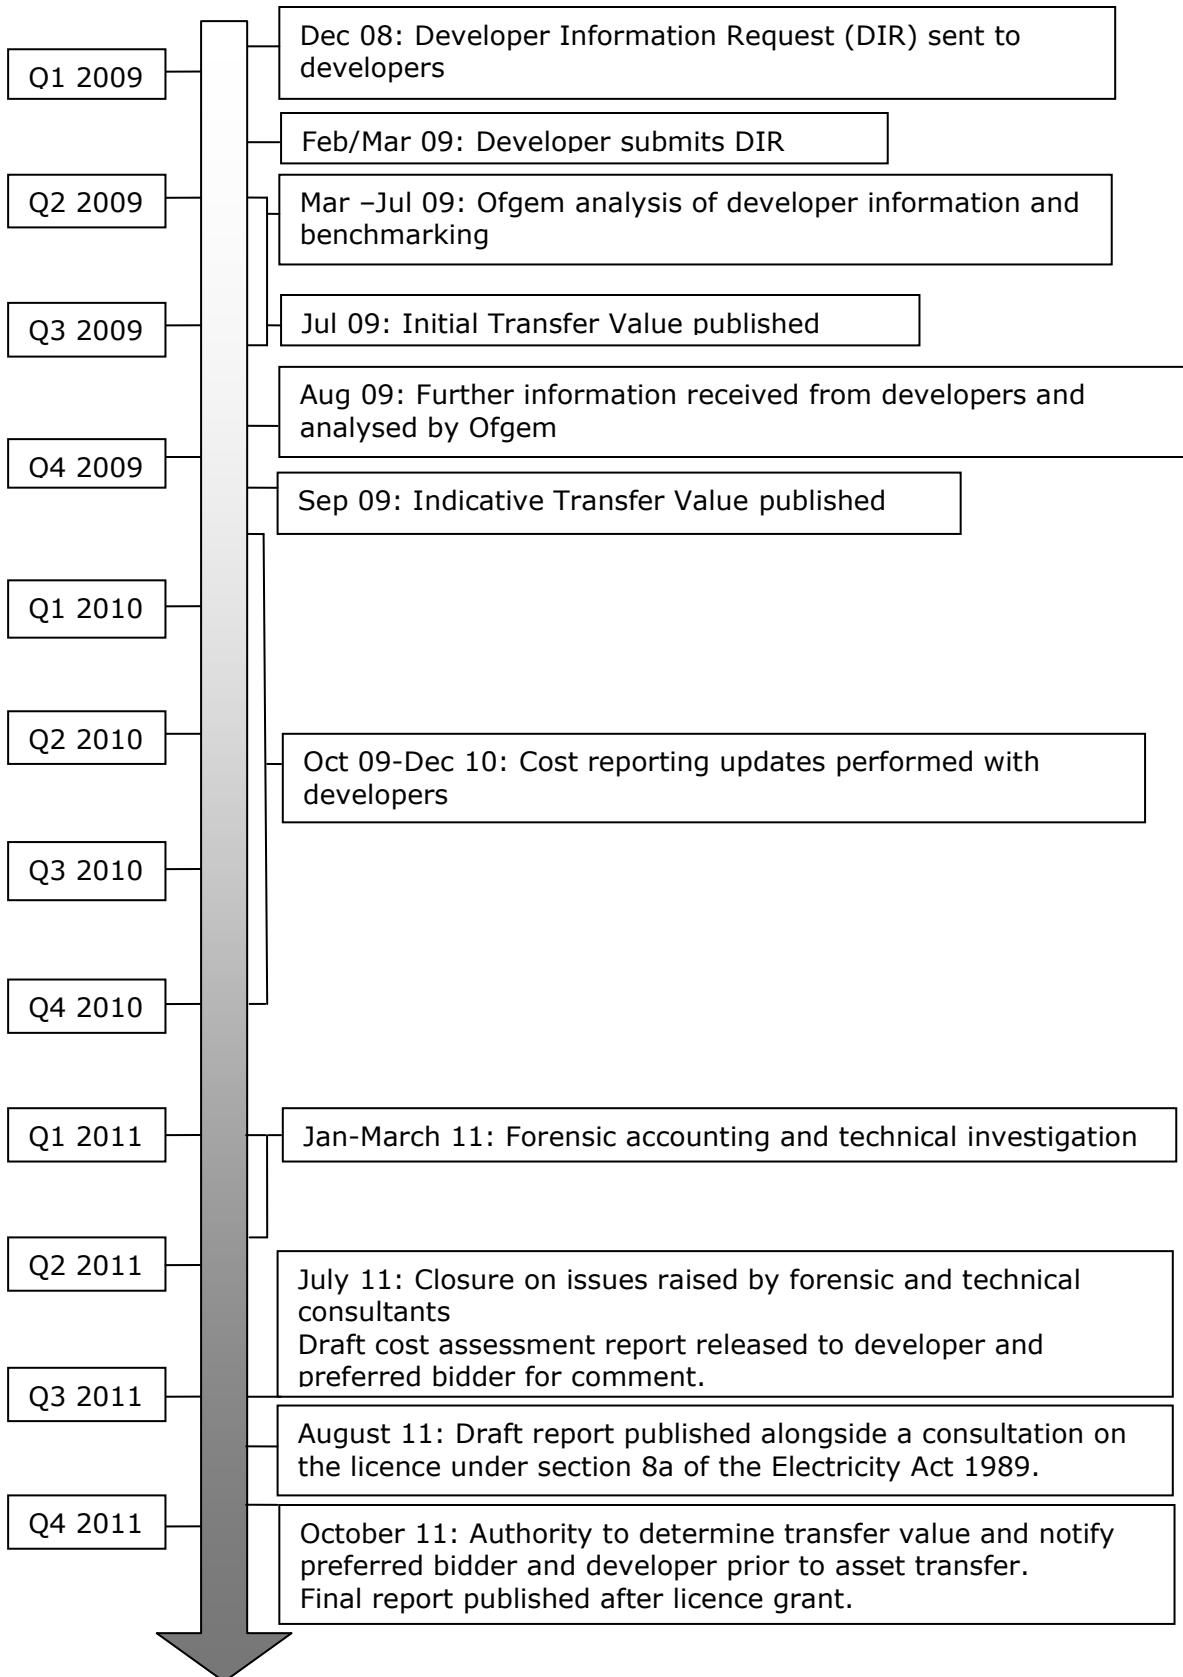 Dec 08: Developer Information Request (DIR) sent to
developers
Q1 2009
Feb/Mar 09: Developer submits DIR
Q2 2009
Mar –Jul 09: Ofgem analysis of developer information and
benchmarking
Q3 2009
Jul 09: Initial Transfer Value published
Aug 09: Further information received from developers and
analysed by Ofgem
Q4 2009
Sep 09: Indicative Transfer Value published
Q1 2010
Q2 2010
Oct 09-Dec 10: Cost reporting updates performed with
developers
Q3 2010
Q4 2010
Q1 2011
Jan-March 11: Forensic accounting and technical investigation
Q2 2011
July 11: Closure on issues raised by forensic and technical
consultants
Draft cost assessment report released to developer and
preferred bidder for comment.
Q3 2011
August 11: Draft report published alongside a consultation on
the licence under section 8a of the Electricity Act 1989.
Q4 2011
October 11: Authority to determine transfer value and notify
preferred bidder and developer prior to asset transfer.
Final report published after licence grant.